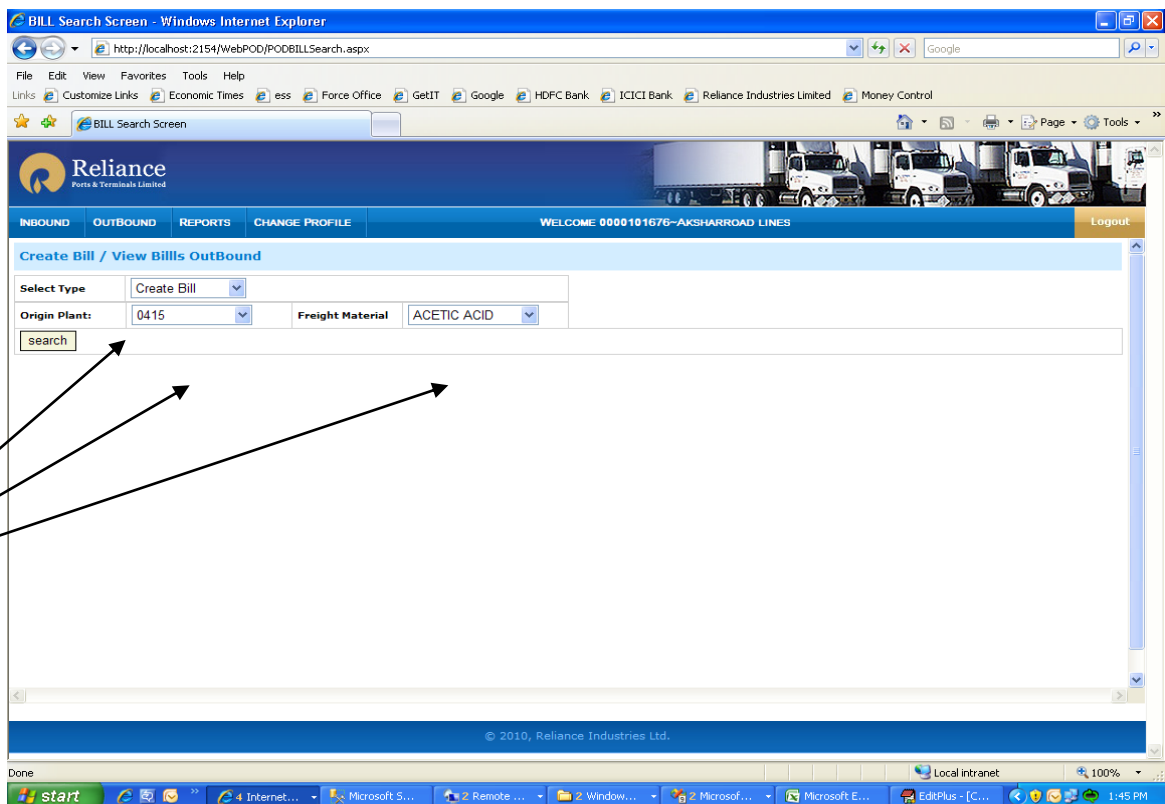 BILL Search Screen - Windows Internet Explorer
http://localhost:2154/WebPOD/PODBILLSearch.aspx
Google
File Edit View Favorites Tools Help
Links Customize Links Economic Times ess Force Office GetIT Google HDFC Bank ICICI Bank Reliance Industries Limited Money Control
BILL Search Screen
Page Tools »
Reliance
Ports & Terminals Limited
INBOUND OUTBOUND REPORTS CHANGE PROFILE WELCOME 0000101676~AKSHARROAD LINES Logout
Create Bill / View Billls OutBound
Select Type Create Bill
Origin Plant: 0415 Freight Material ACETIC ACID
search
© 2010, Reliance Industries Ltd.
Done Local intranet 100%
start » 4 Internet... Microsoft S... 2 Remote ... 2 Window... 2 Microsof... Microsoft E... EditPlus - [C... 1:45 PM